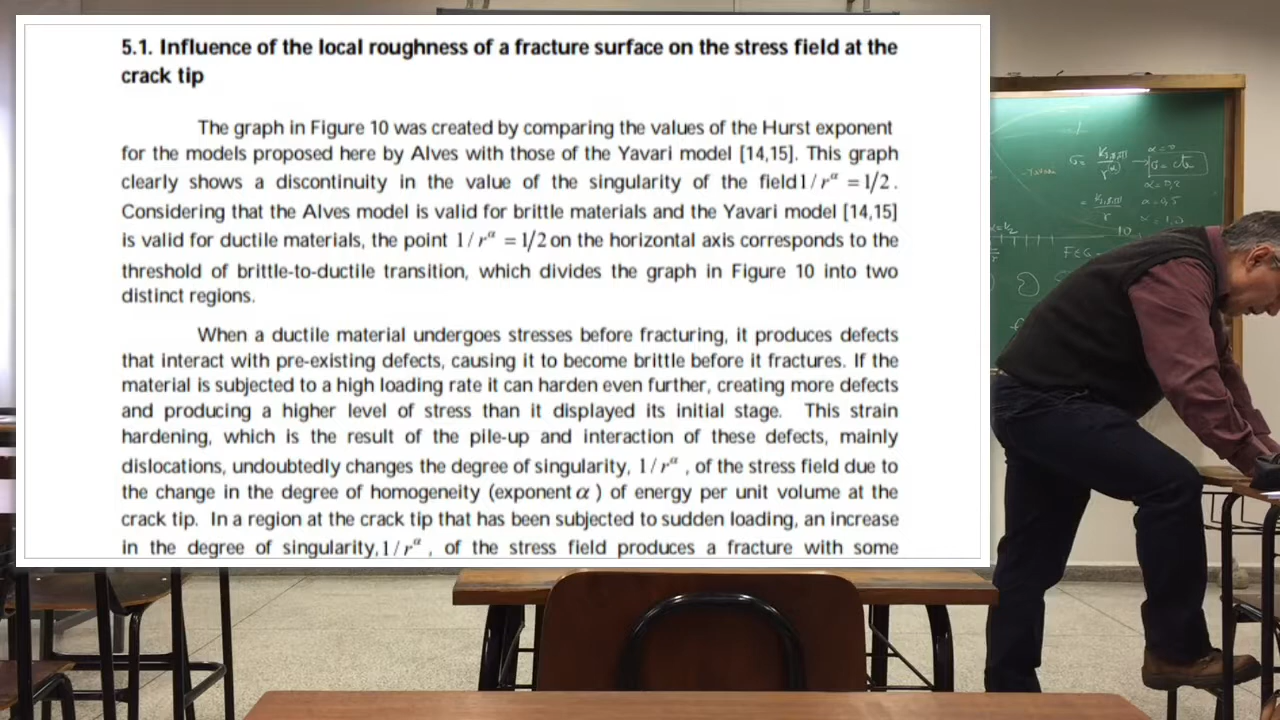 5.1. Influence of the local roughness of a fracture surface on the stress field at the
crack tip
The graph in Figure 10 was created by comparing the values of the Hurst exponent
for the models proposed here by Alves with those of the Yavari model [14,15]. This graph
clearly shows a discontinuity in the value of the singularity of the field 1/r^α = 1/2.
Considering that the Alves model is valid for brittle materials and the Yavari model [14,15]
is valid for ductile materials, the point 1/r^α = 1/2 on the horizontal axis corresponds to the
threshold of brittle-to-ductile transition, which divides the graph in Figure 10 into two
distinct regions.
When a ductile material undergoes stresses before fracturing, it produces defects
that interact with pre-existing defects, causing it to become brittle before it fractures. If the
material is subjected to a high loading rate it can harden even further, creating more defects
and producing a higher level of stress than it displayed its initial stage. This strain
hardening, which is the result of the pile-up and interaction of these defects, mainly
dislocations, undoubtedly changes the degree of singularity, 1/r^α , of the stress field due to
the change in the degree of homogeneity (exponent α ) of energy per unit volume at the
crack tip. In a region at the crack tip that has been subjected to sudden loading, an increase
in the degree of singularity, 1/r^α , of the stress field produces a fracture with some